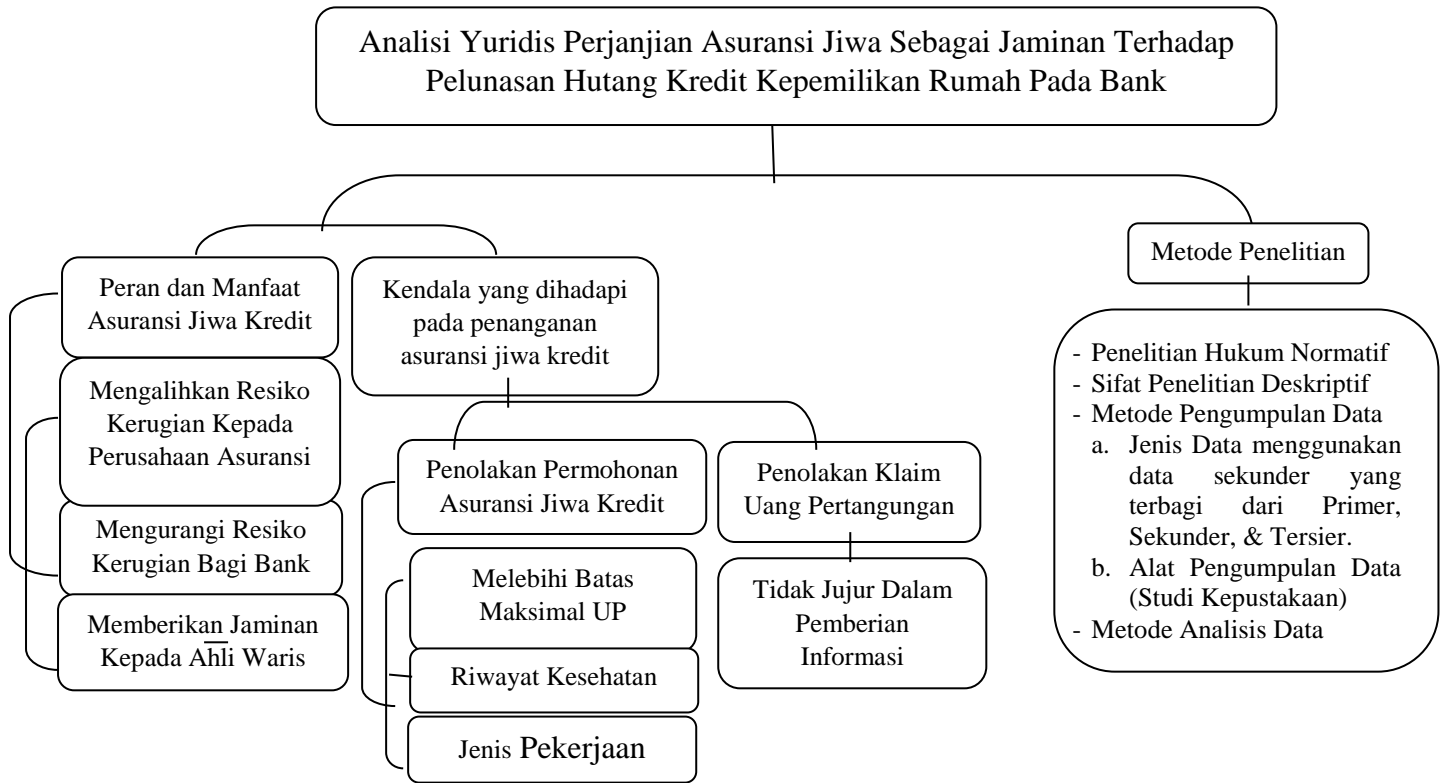 Analisi Yuridis Perjanjian Asuransi Jiwa Sebagai Jaminan Terhadap
Pelunasan Hutang Kredit Kepemilikan Rumah Pada Bank
Peran dan Manfaat
Asuransi Jiwa Kredit
Mengalihkan Resiko
Kerugian Kepada
Perusahaan Asuransi
Mengurangi Resiko
Kerugian Bagi Bank
Memberikan Jaminan
Kepada Ahli Waris
Kendala yang dihadapi
pada penanganan
asuransi jiwa kredit
Penolakan Permohonan
Asuransi Jiwa Kredit
Melebihi Batas
Maksimal UP
Riwayat Kesehatan
Jenis Pekerjaan
Penolakan Klaim
Uang Pertangungan
Tidak Jujur Dalam
Pemberian
Informasi
Metode Penelitian
- Penelitian Hukum Normatif
- Sifat Penelitian Deskriptif
- Metode Pengumpulan Data
a. Jenis Data menggunakan
data sekunder yang
terbagi dari Primer,
Sekunder, & Tersier.
b. Alat Pengumpulan Data
(Studi Kepustakaan)
- Metode Analisis Data